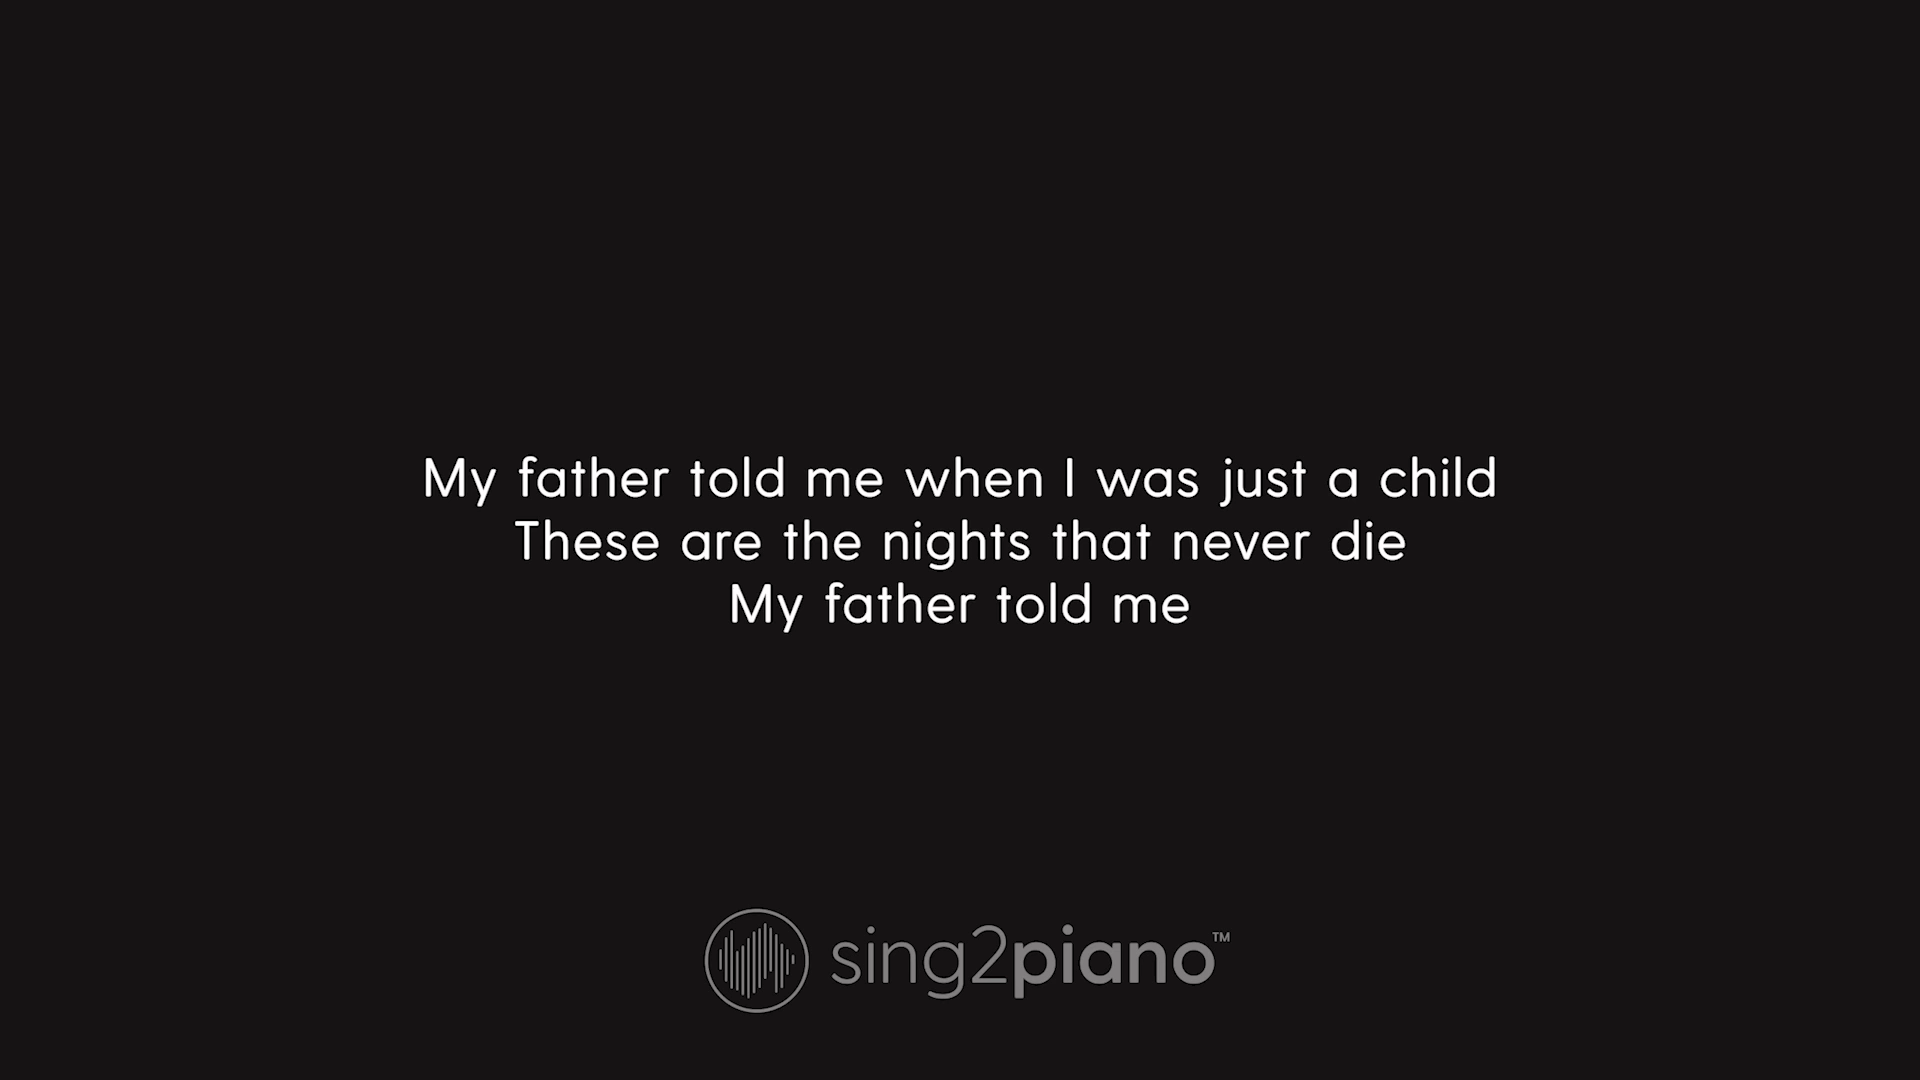 My father told me when I was just a child
These are the nights that never die
My father told me
sing2piano™